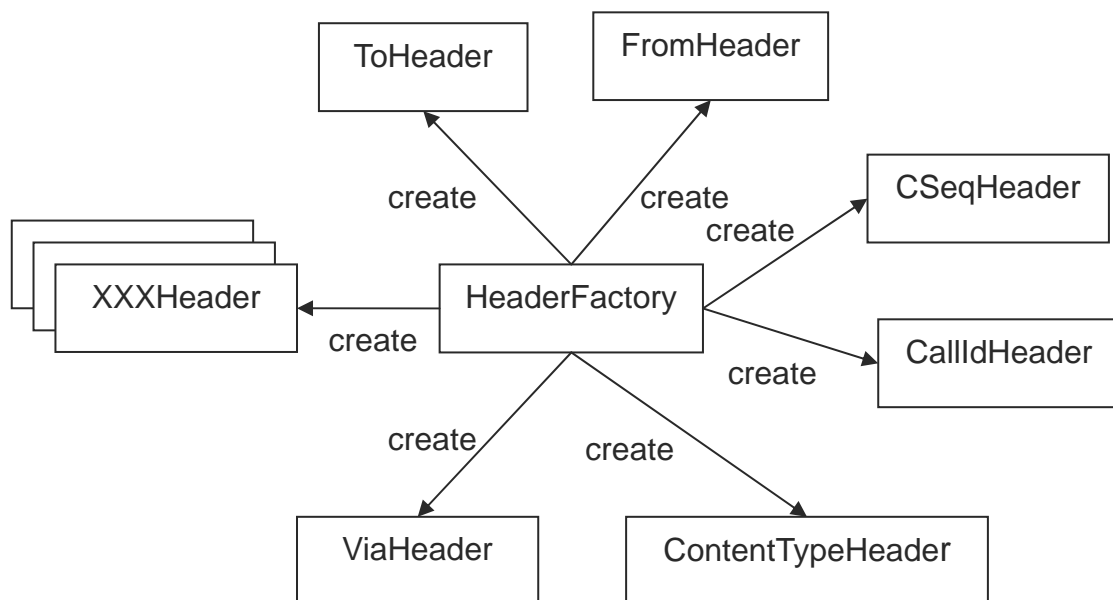 ToHeader
FromHeader
create
create
CSeqHeader
create
XXXHeader
create
HeaderFactory
create
CallIdHeader
create
create
ViaHeader
ContentTypeHeader